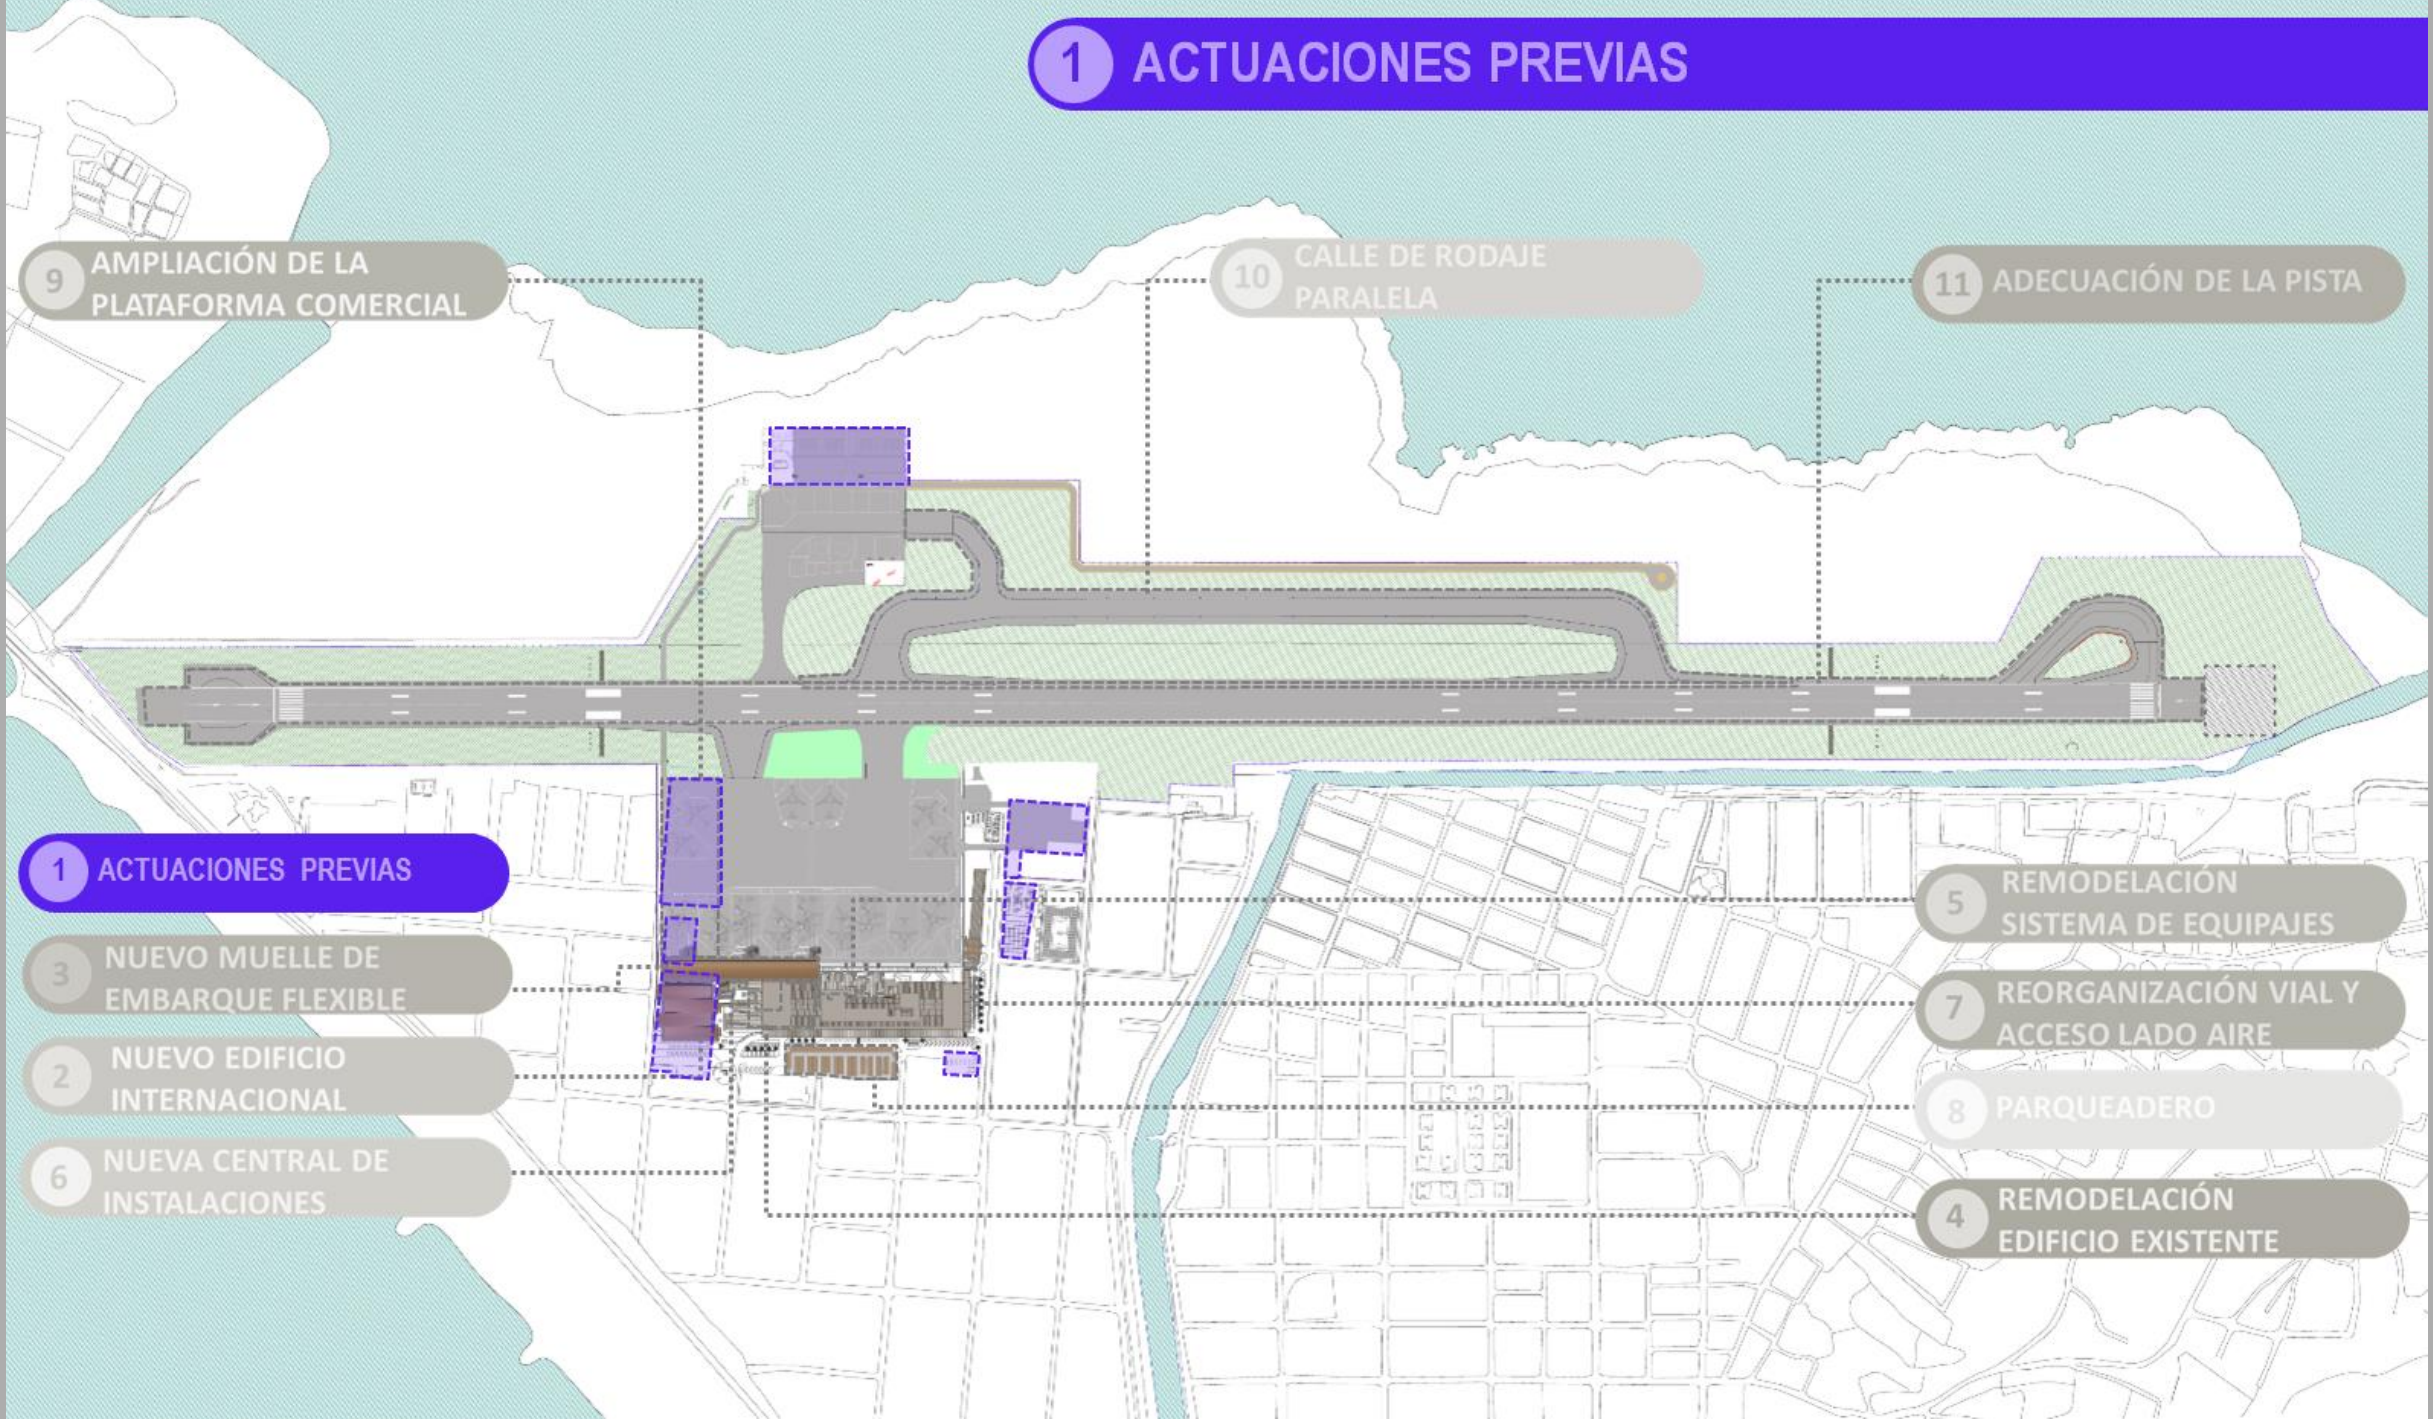 1 ACTUACIONES PREVIAS
9 AMPLIACIÓN DE LA
PLATAFORMA COMERCIAL
10 CALLE DE RODAJE
PARALELA
11 ADECUACIÓN DE LA PISTA
1 ACTUACIONES PREVIAS
3 NUEVO MUELLE DE
EMBARQUE FLEXIBLE
2 NUEVO EDIFICIO
INTERNACIONAL
6 NUEVA CENTRAL DE
INSTALACIONES
5 REMODELACIÓN
SISTEMA DE EQUIPAJES
7 REORGANIZACIÓN VIAL Y
ACCESO LADO AIRE
8 PARQUEADERO
4 REMODELACIÓN
EDIFICIO EXISTENTE